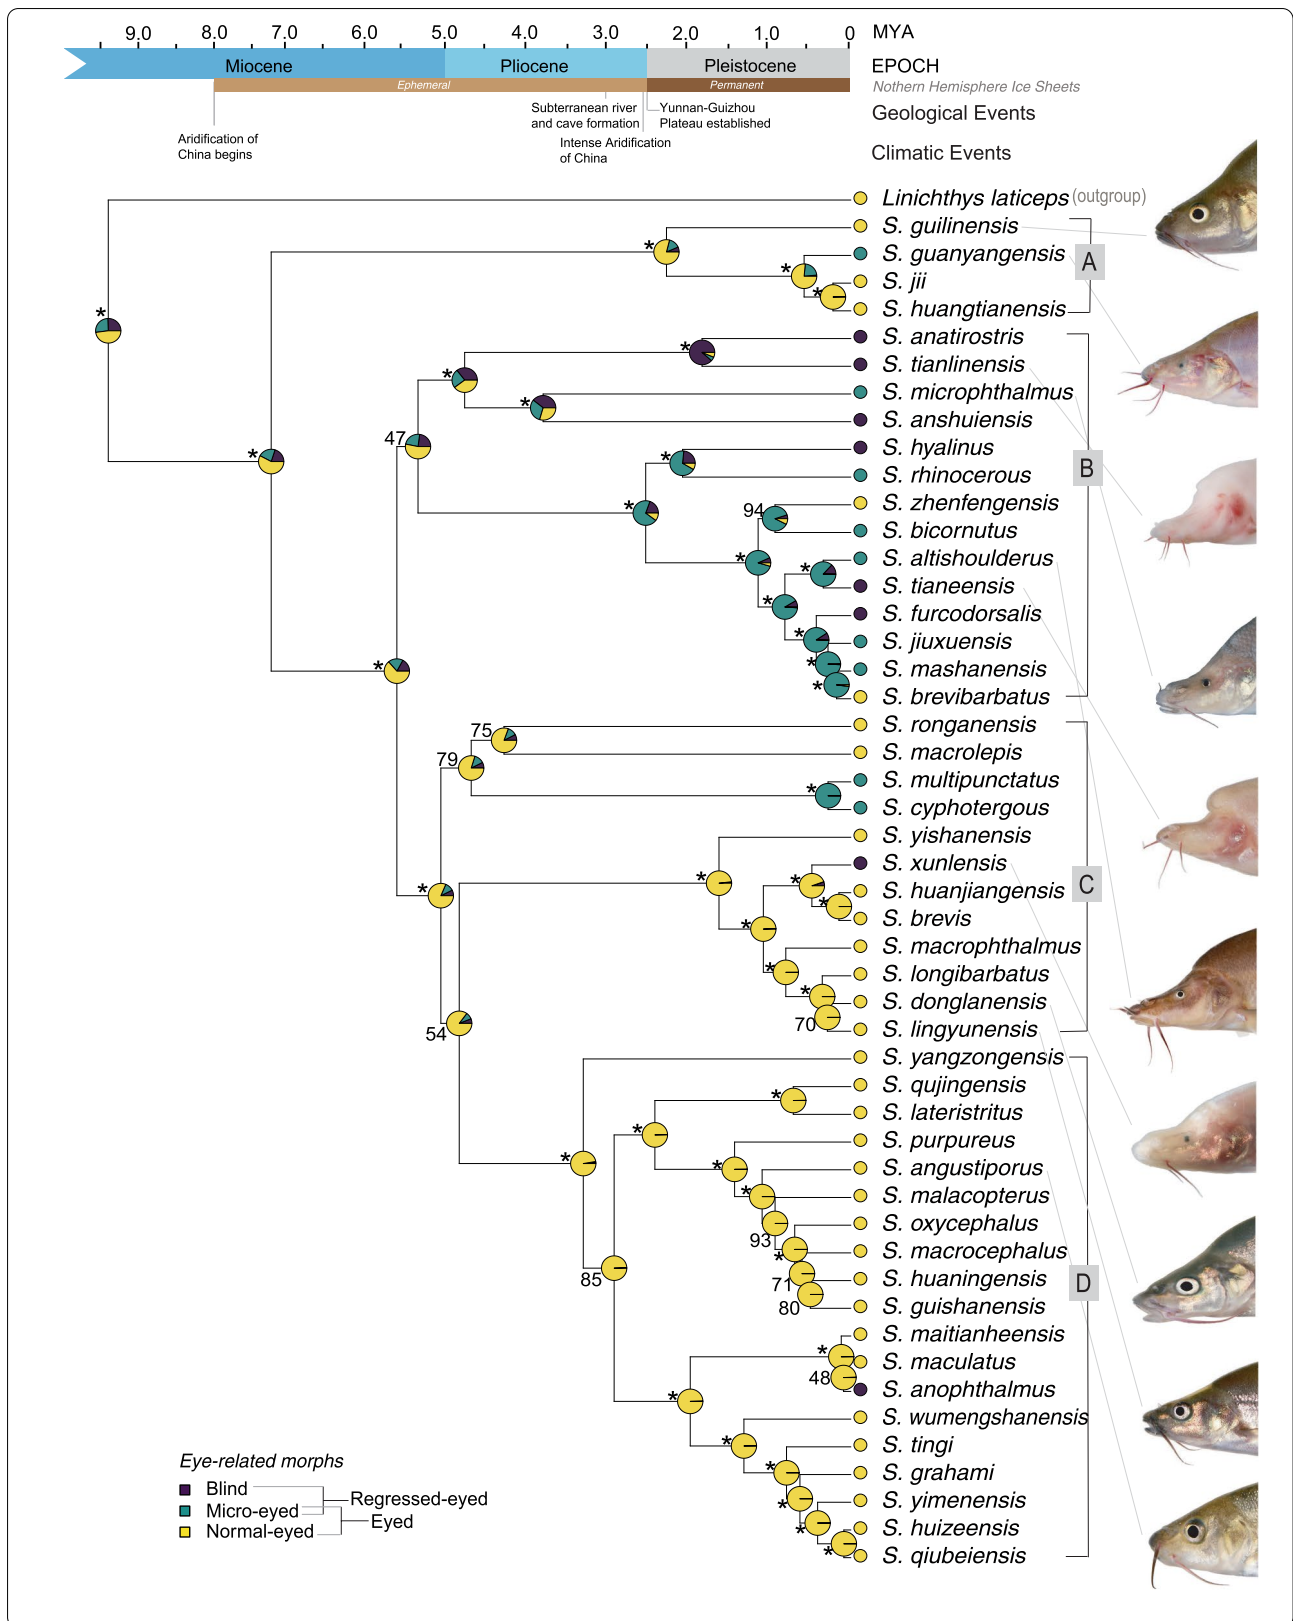 9.0 8.0 7.0 6.0 5.0 4.0 3.0 2.0 1.0 0 MYA
Miocene Pliocene Pleistocene EPOCH
Ephemeral Permanent Nothern Hemisphere Ice Sheets
Subterranean river
and cave formation
Yunnan-Guizhou
Plateau established
Geological Events
Aridification of
China begins
Intense Aridification
of China
Climatic Events
Linichthys laticeps (outgroup)
S. guilinensis
*
S. guanyangensis
A
*
S. jii
*
S. huangtianensis
*
S. anatirostris
*
S. tianlinensis
*
S. microphthmus
*
S. anshuiensis
47
S. hyalinus
*
*
B
S. rhinocerous
*
S. zhenfengensis
94
S. bicornutus
*
S. altishoulderus
*
S. tianeensis
*
S. furcodorsalis
*
S. jiuxuensis
*
S. mashanensis
*
*
S. brevibarbatus
S. ronganensis
75
S. macrolepis
79
S. multipunctatus
*
S. cyphotergous
S. yishanensis
S. xunlensis
*
*
C
*
S. huanjiangensis
*
S. brevis
*
S. macrophthalmus
*
S. longibarbatus
*
S. donglanensis
70
54
S. lingyunensis
S. yangzongensis
S. qujingensis
*
S. lateristritus
*
S. purpureus
*
*
S. angustiporus
*
S. malacopterus
S. oxycephalus
93
S. macrocephalus
*
S. huaningensis
85
71
D
80
S. guishanensis
S. maitianheensis
*
S. maculatus
48
S. anophthalmus
*
S. wumengshanensis
*
S. tingi
*
S. grahami
S. yimenensis
*
S. huizeensis
*
*
S. qiubeiensis
Eye-related morphs
Blind
Regressed-eyed
Micro-eyed
Eyed
Normal-eyed